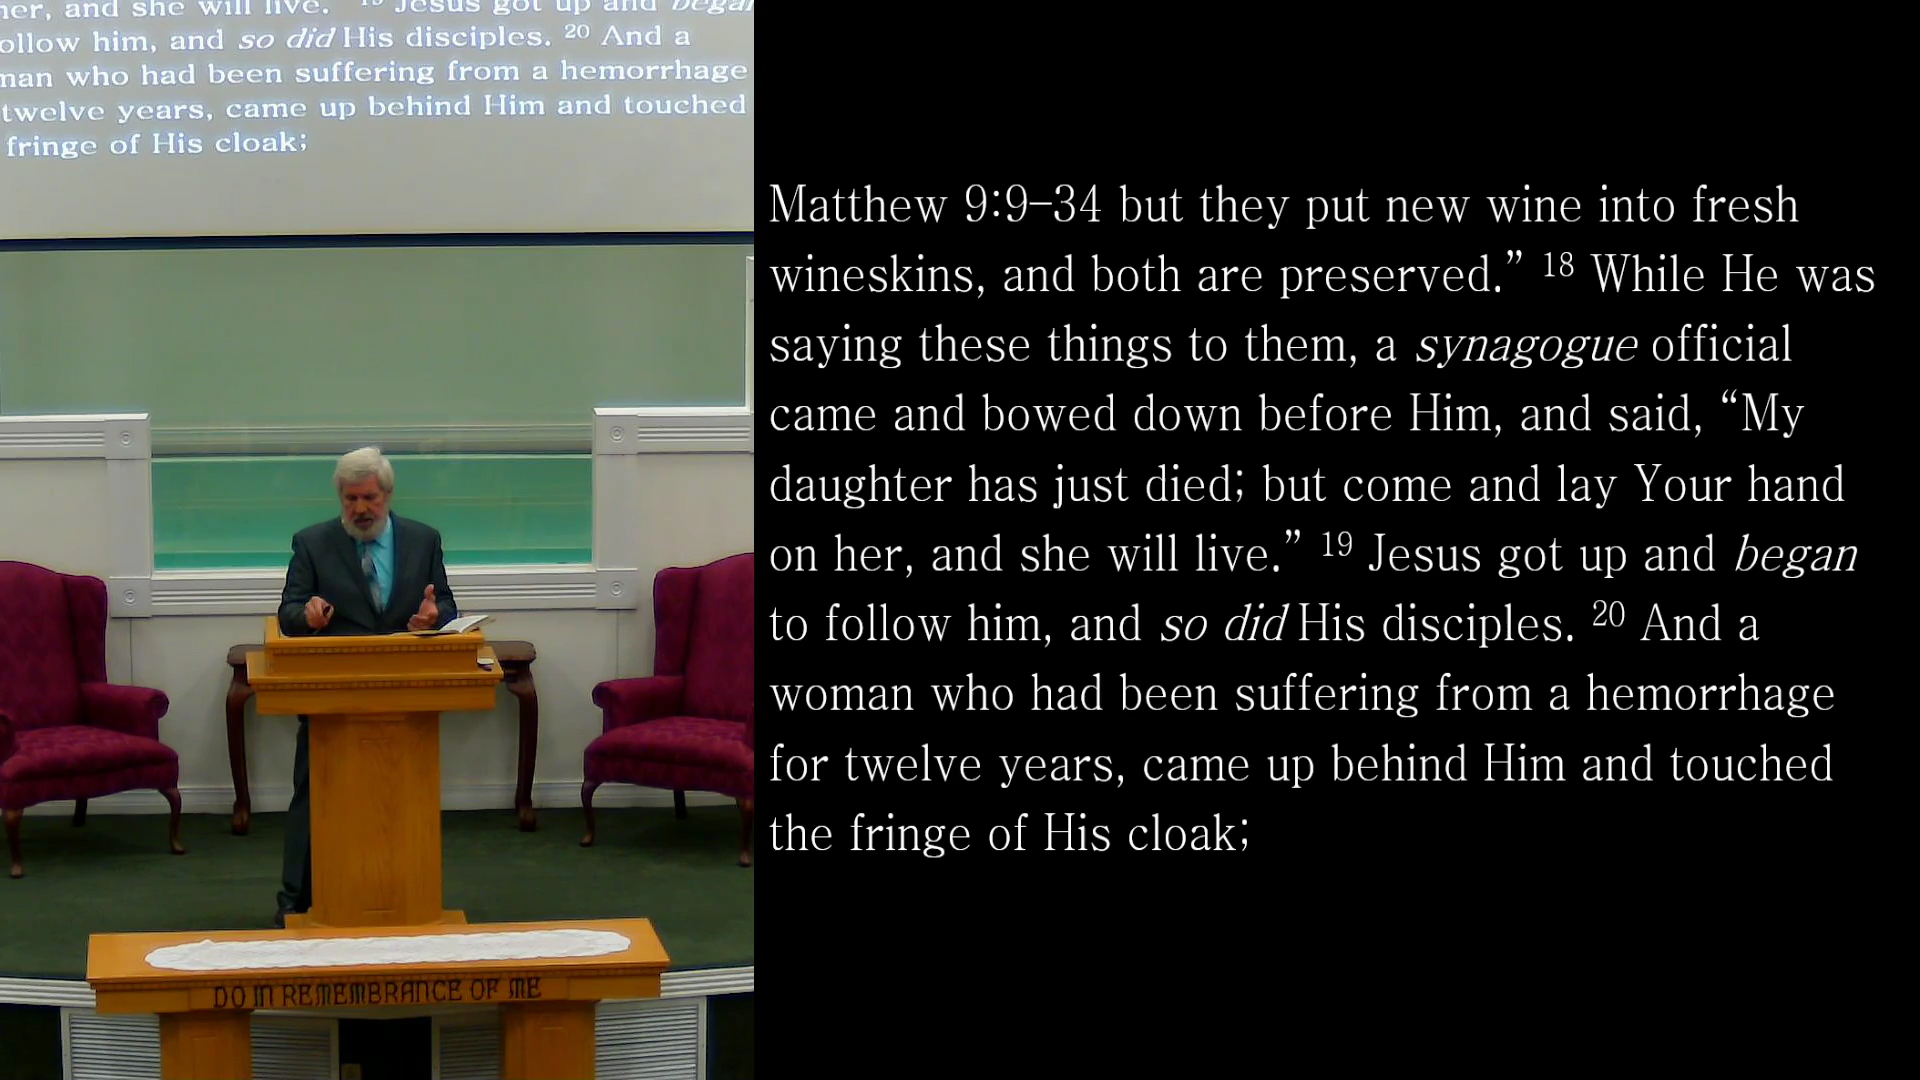 her, and she will live. 19 Jesus got up and began
ollow him, and so did His disciples. 20 And a
man who had been suffering from a hemorrhage
twelve years, came up behind Him and touched
fringe of His cloak;
DO IN REMEMBRANCE OF ME
Matthew 9:9–34 but they put new wine into fresh
wineskins, and both are preserved.” 18 While He was
saying these things to them, a synagogue official
came and bowed down before Him, and said, “My
daughter has just died; but come and lay Your hand
on her, and she will live.” 19 Jesus got up and began
to follow him, and so did His disciples. 20 And a
woman who had been suffering from a hemorrhage
for twelve years, came up behind Him and touched
the fringe of His cloak;